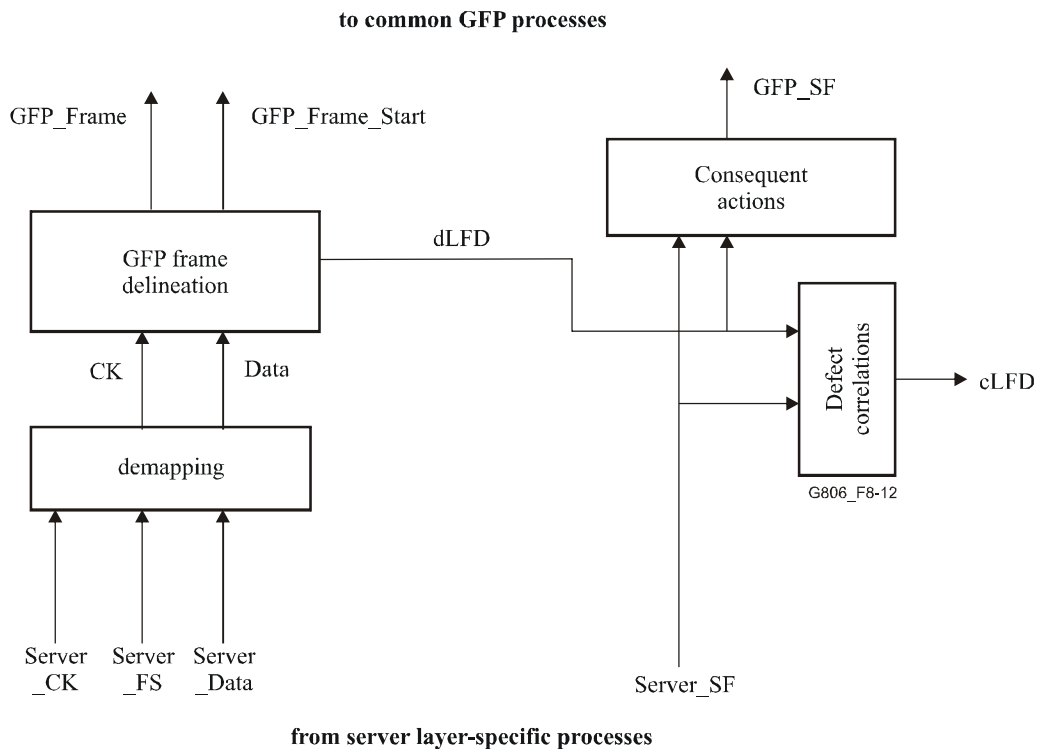 to common GFP processes
GFP_Frame
GFP_Frame_Start
GFP_SF
Consequent
actions
GFP frame
delineation
dLFD
CK
Data
Defect
correlations
cLFD
demapping
G806_F8-12
Server
_CK
Server
_FS
Server
_Data
Server_SF
from server layer-specific processes